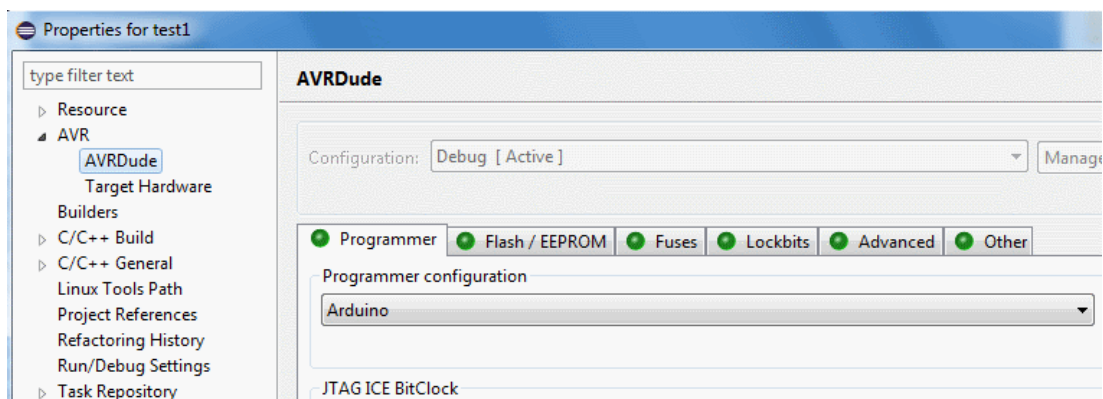 Properties for test1
type filter text
Resource
AVR
AVRDude
Target Hardware
Builders
C/C++ Build
C/C++ General
Linux Tools Path
Project References
Refactoring History
Run/Debug Settings
Task Repository
AVRDude
Configuration: Debug [ Active ] Manage
Programmer Flash / EEPROM Fuses Lockbits Advanced Other
Programmer configuration
Arduino
JTAG ICE BitClock